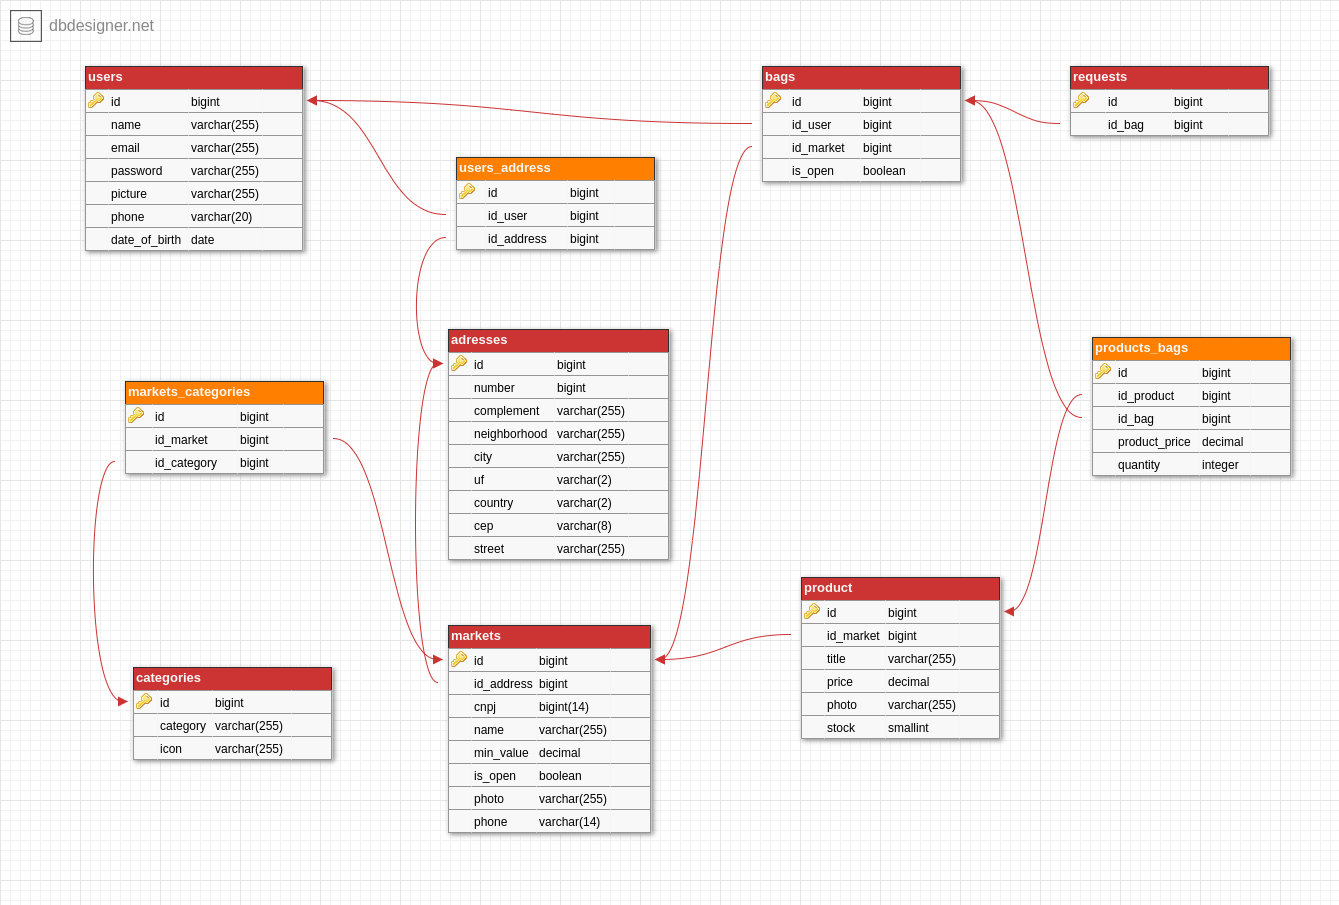 dbdesigner.net
users
id bigint
name varchar(255)
email varchar(255)
password varchar(255)
picture varchar(255)
phone varchar(20)
date_of_birth date
users_address
id bigint
id_user bigint
id_address bigint
bags
id bigint
id_user bigint
id_market bigint
is_open boolean
requests
id bigint
id_bag bigint
adresses
id bigint
number bigint
complement varchar(255)
neighborhood varchar(255)
city varchar(255)
uf varchar(2)
country varchar(2)
cep varchar(8)
street varchar(255)
products_bags
id bigint
id_product bigint
id_bag bigint
product_price decimal
quantity integer
markets_categories
id bigint
id_market bigint
id_category bigint
product
id bigint
id_market bigint
title varchar(255)
price decimal
photo varchar(255)
stock smallint
markets
id bigint
id_address bigint
cnpj bigint(14)
name varchar(255)
min_value decimal
is_open boolean
photo varchar(255)
phone varchar(14)
categories
id bigint
category varchar(255)
icon varchar(255)